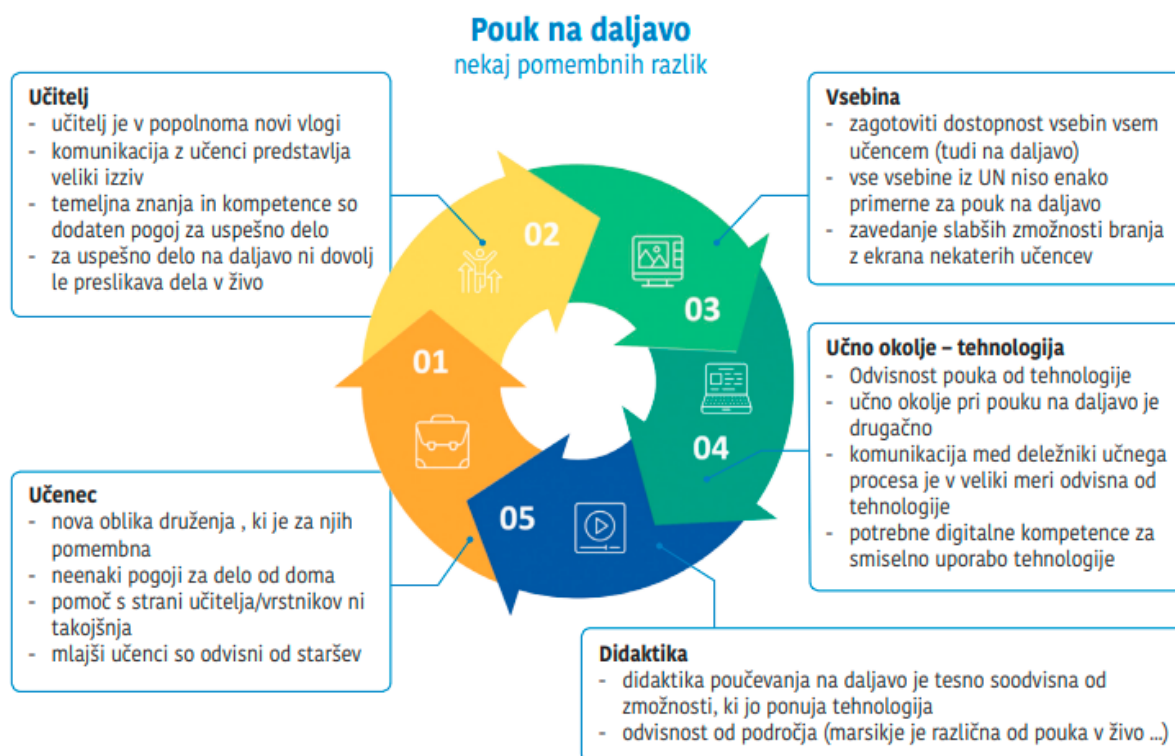 Pouk na daljavo
nekaj pomembnih razlik
Učitelj
- učitelj je v popolnoma novi vlogi
- komunikacija z učenci predstavlja
veliki izziv
- temeljna znanja in kompetence so
dodaten pogoj za uspešno delo
- za uspešno delo na daljavo ni dovolj
le preslikava dela v živo
Vsebina
- zagotoviti dostopnost vsebin vsem
učencem (tudi na daljavo)
- vse vsebine iz UN niso enako
primerne za pouk na daljavo
- zavedanje slabših zmožnosti branja
z ekrana nekaterih učencev
02
03
01
04
05
Učno okolje – tehnologija
- Odvisnost pouka od tehnologije
- učno okolje pri pouku na daljavo je
drugačno
- komunikacija med deležniki učnega
procesa je v veliki meri odvisna od
tehnologije
- potrebne digitalne kompetence za
smiselno uporabo tehnologije
Učenec
- nova oblika druženja , ki je za njih
pomembna
- neenaki pogoji za delo od doma
- pomoč s strani učitelja/vrstnikov ni
takojšnja
- mlajši učenci so odvisni od staršev
Didaktika
- didaktika poučevanja na daljavo je tesno soodvisna od
zmožnosti, ki jo ponuja tehnologija
- odvisnost od področja (marsikje je različna od pouka v živo ...)